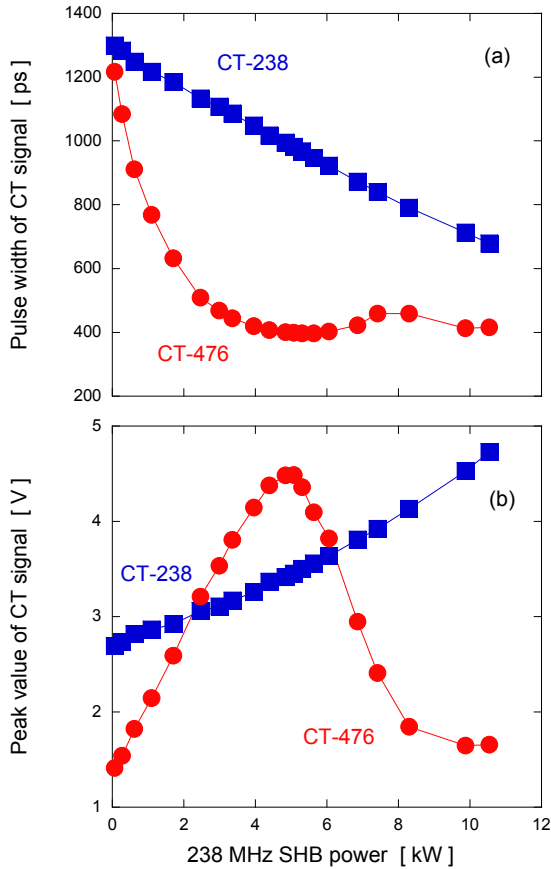 (a)
CT-238
CT-476
Pulse width of CT signal [ ps]
1400
1200
1000
800
600
400
200
(b)
CT-238
CT-476
Peak value of CT signal [ V ]
5
4
3
2
1
0 2 4 6 8 10 12
238 MHz SHB power [ kW ]